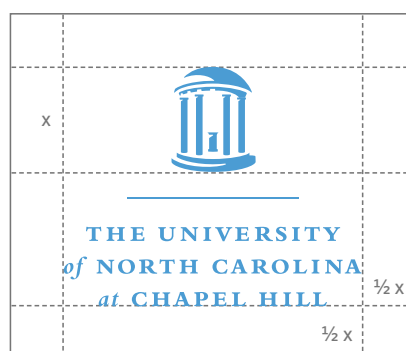 x
THE UNIVERSITY
of NORTH CAROLINA
½ x
at CHAPEL HILL
½ x